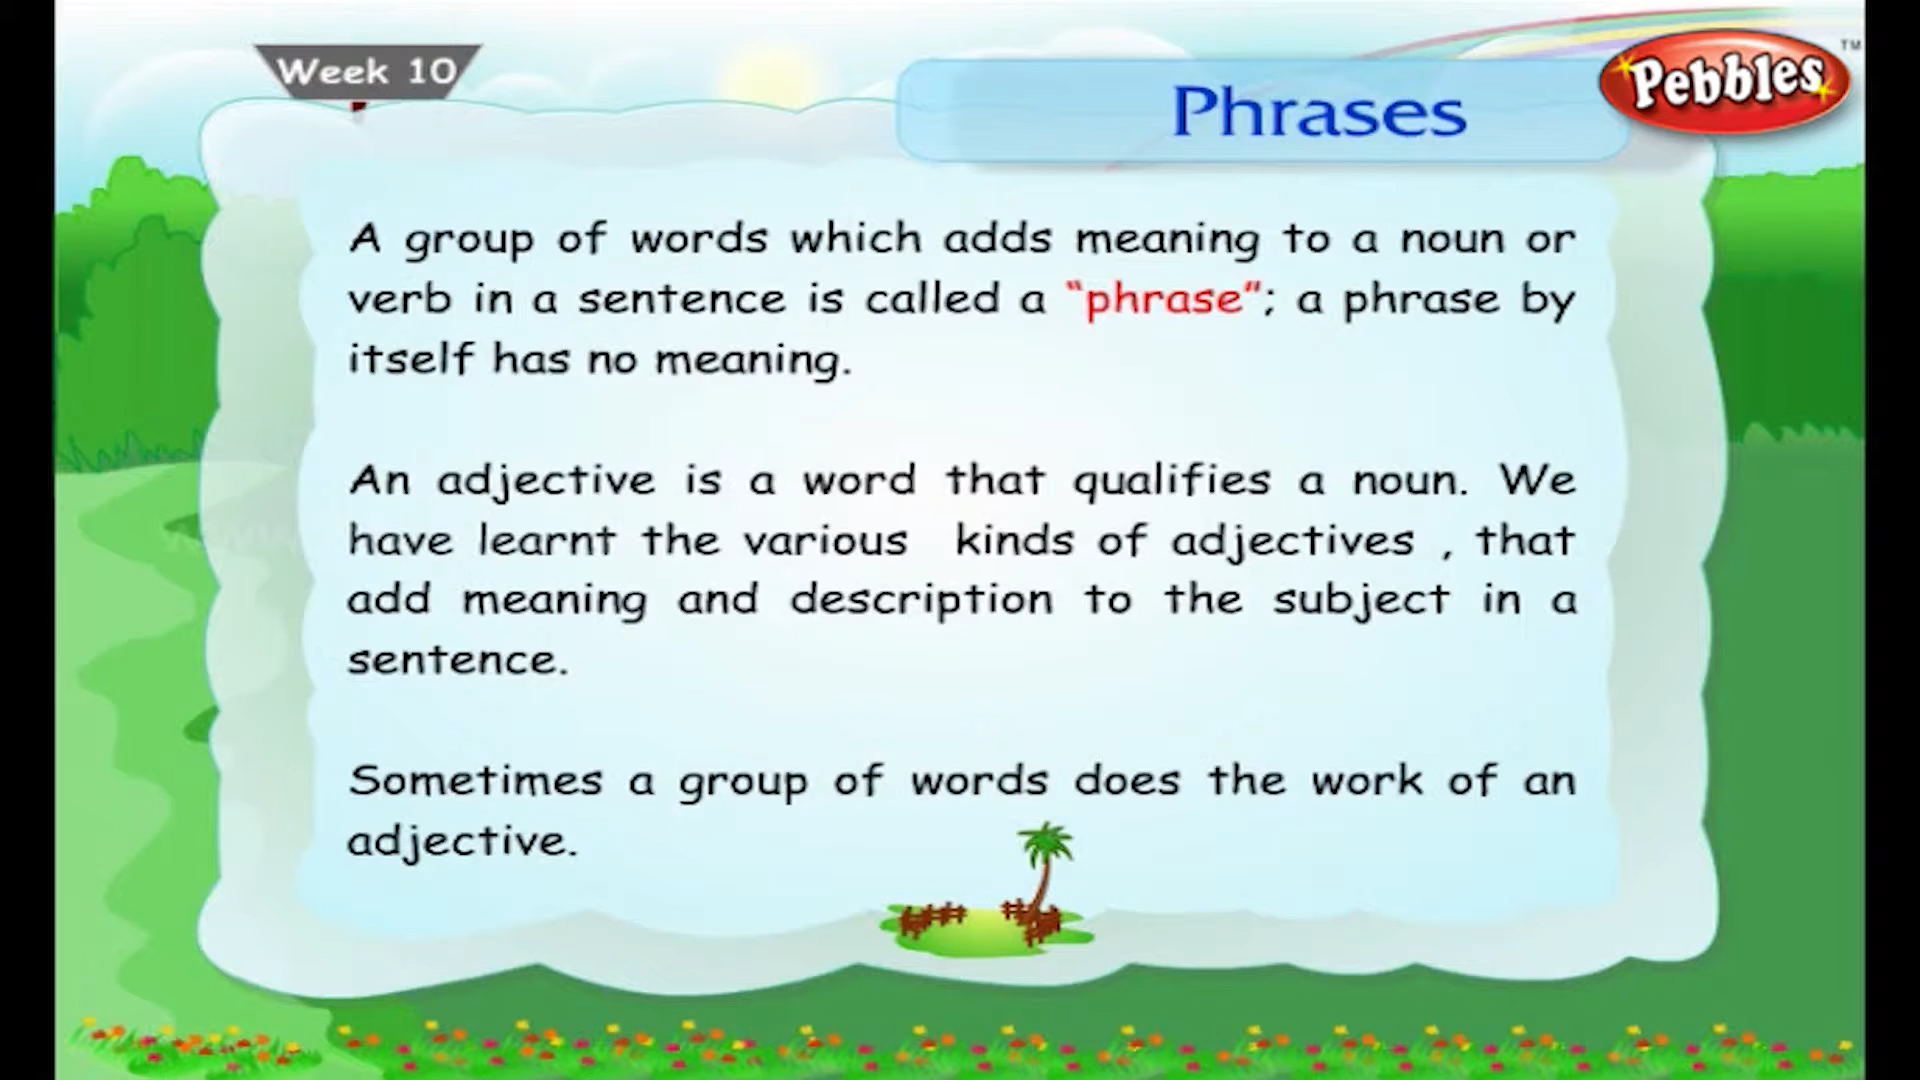 Week 10
Phrases
Pebbles
TM
A group of words which adds meaning to a noun or
verb in a sentence is called a “phrase”; a phrase by
itself has no meaning.
An adjective is a word that qualifies a noun. We
have learnt the various kinds of adjectives , that
add meaning and description to the subject in a
sentence.
Sometimes a group of words does the work of an
adjective.